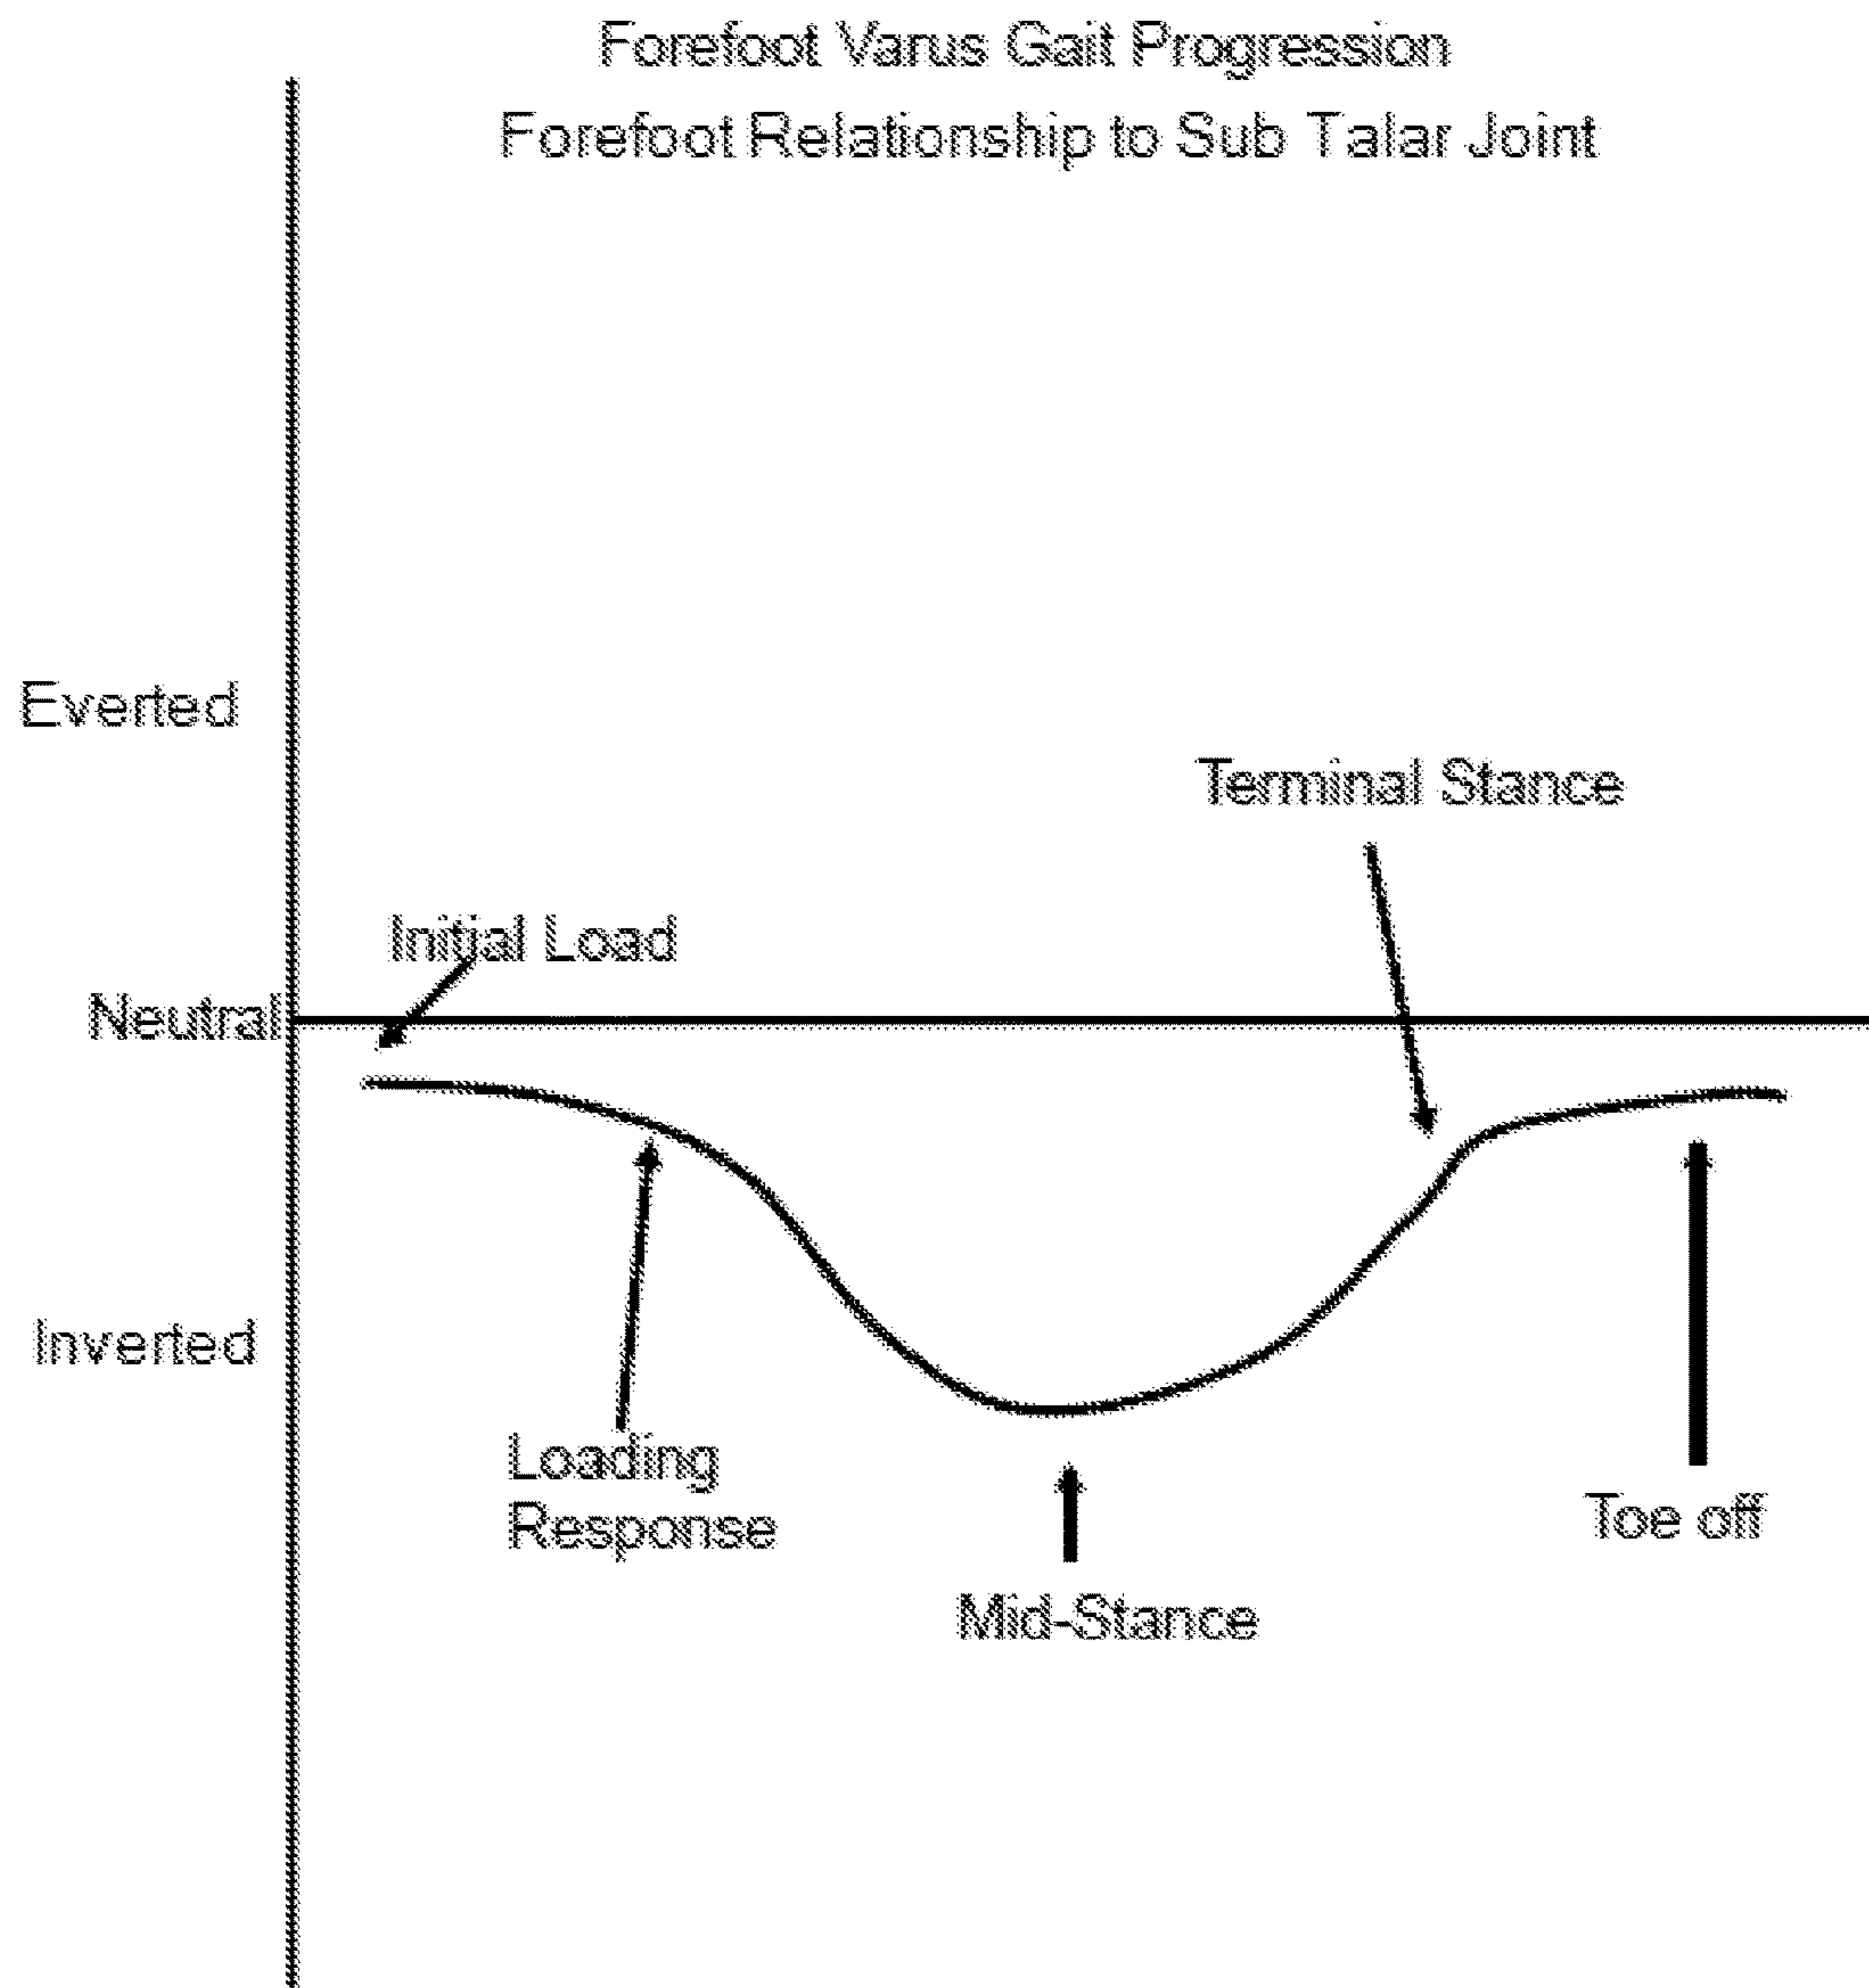 Forefoot Varus Gait Progression
Forefoot Relationship to Sub Talar Joint
Everted
Terminal Stance
Initial Load
Neutral
Inverted
Loading
Response
Toe off
Mid-Stance